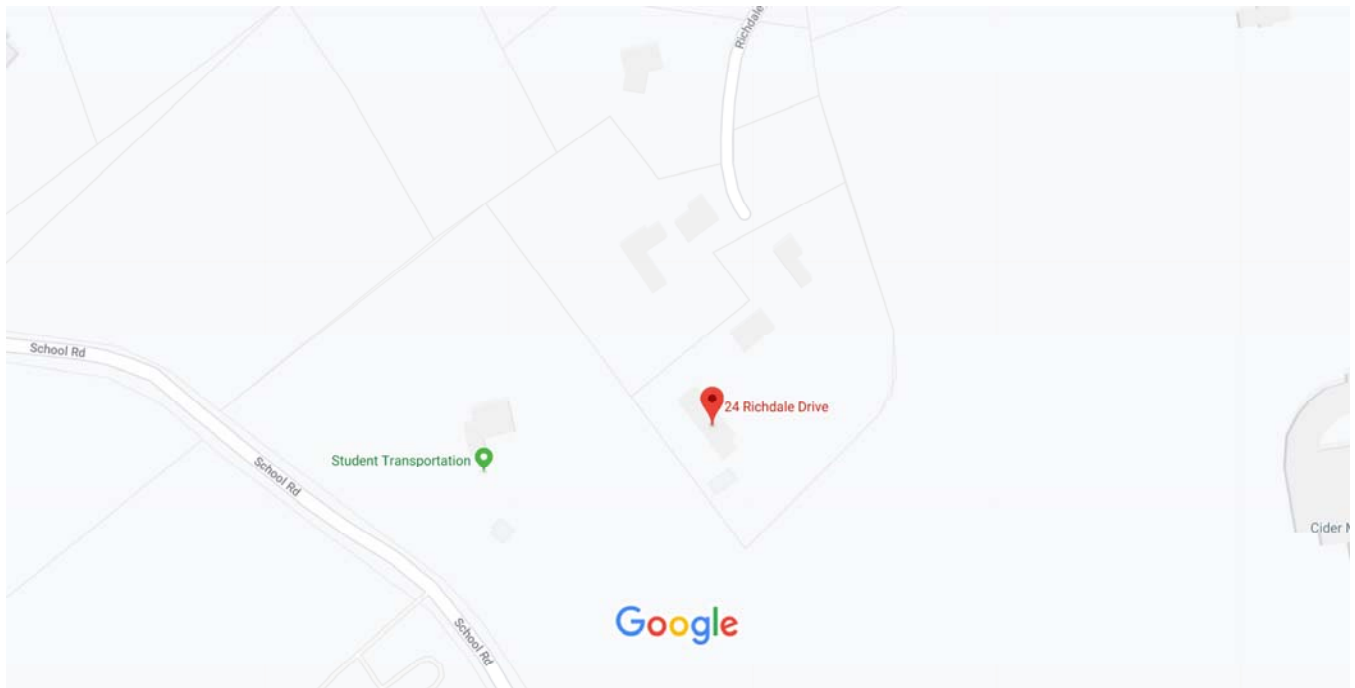 Richdale
School Rd
24 Richdale Drive
Student Transportation
School Rd
Cider
Google
School Rd